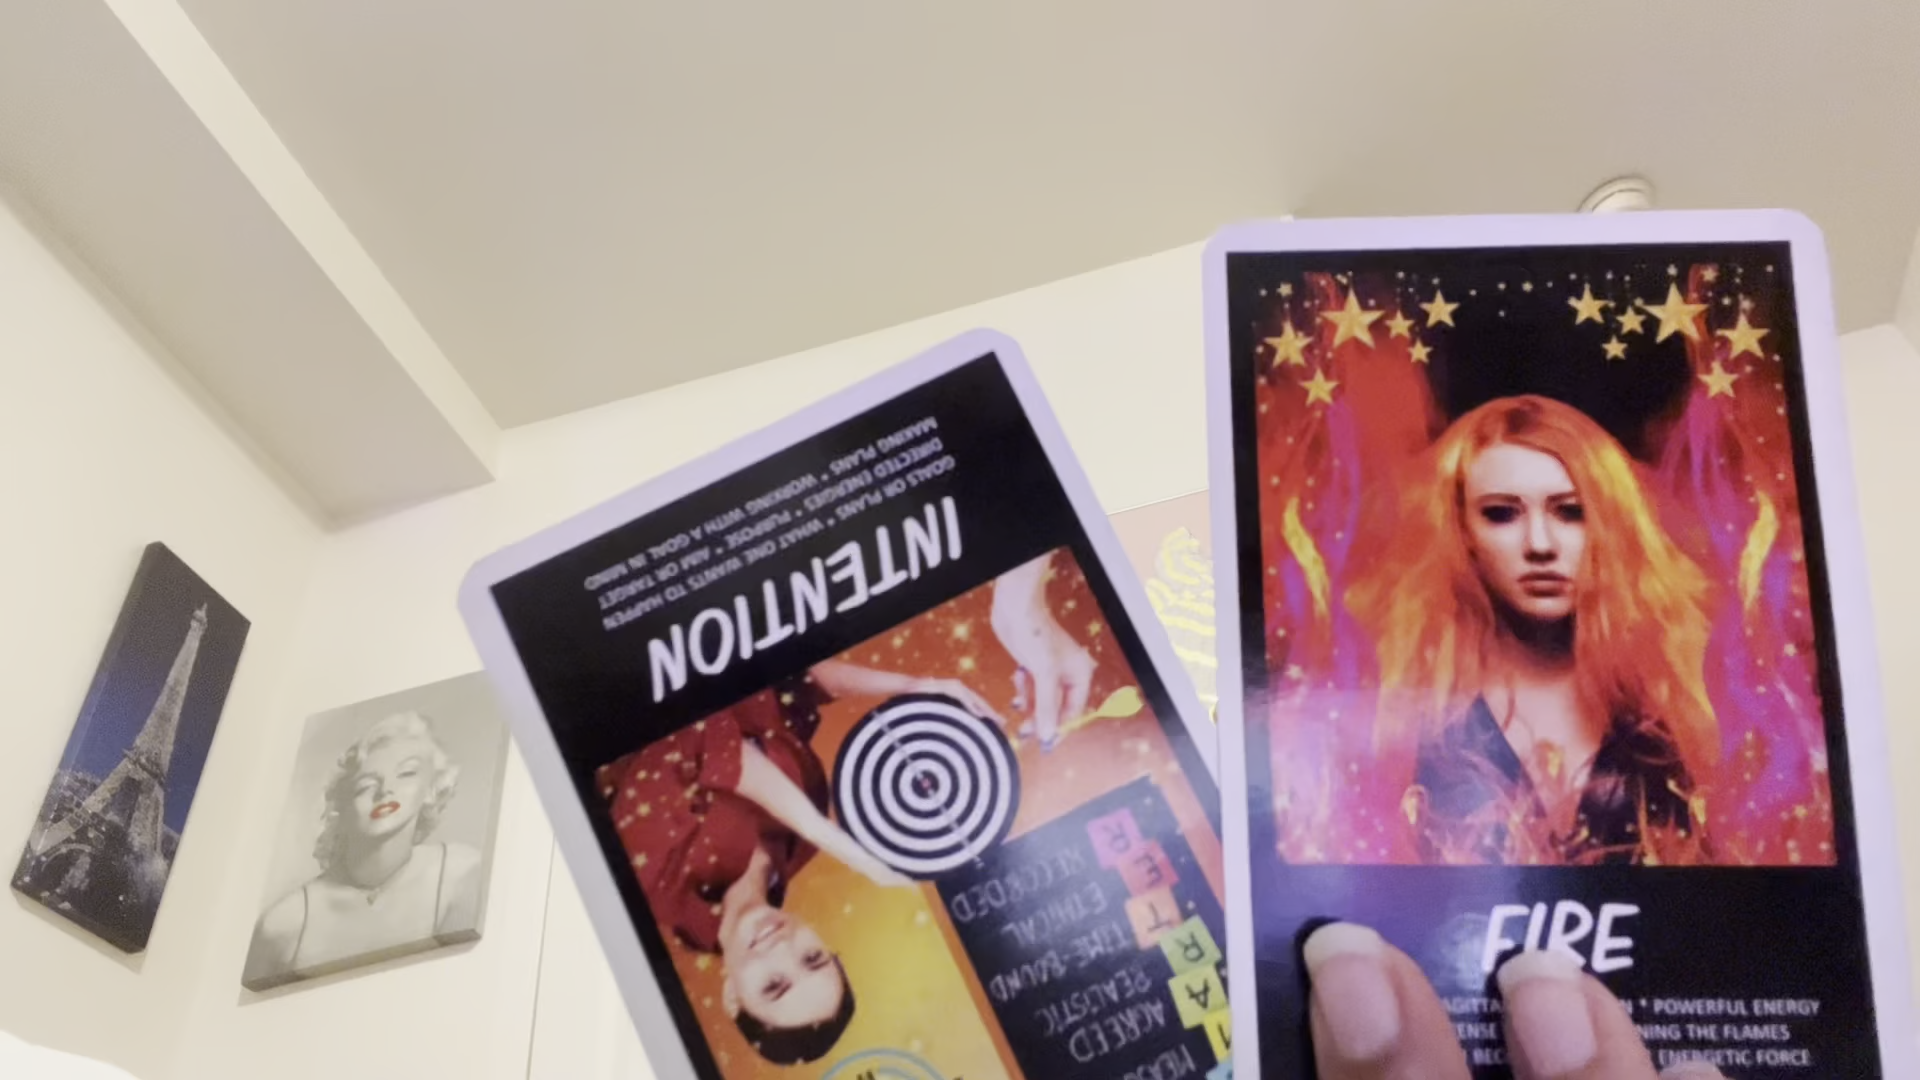 INTENTION
GOALS OR PLANS * WHAT ONE WANTS TO HAPPEN
DIRECTED ENERGIES * PURPOSE * AIM OR TARGET
MAKING PLANS * WORKING WITH A GOAL IN MIND
M
A
R
T
E
R
AGREED
REALISTIC
TIME-BOUND
ETHICAL
RECORDED
FIRE
* POWERFUL ENERGY
THE FLAMES
ENERGETIC FORCE